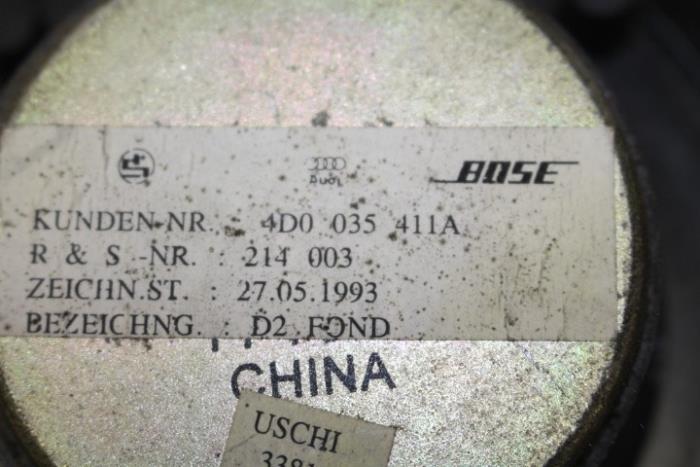 Audi BOSE
KUNDEN-NR. : 4D0 035 411A
R & S -NR. : 214 003
ZEICHN.ST. : 27.05.1993
BEZEICHNG. : D2 FOND
CHINA
USCHI